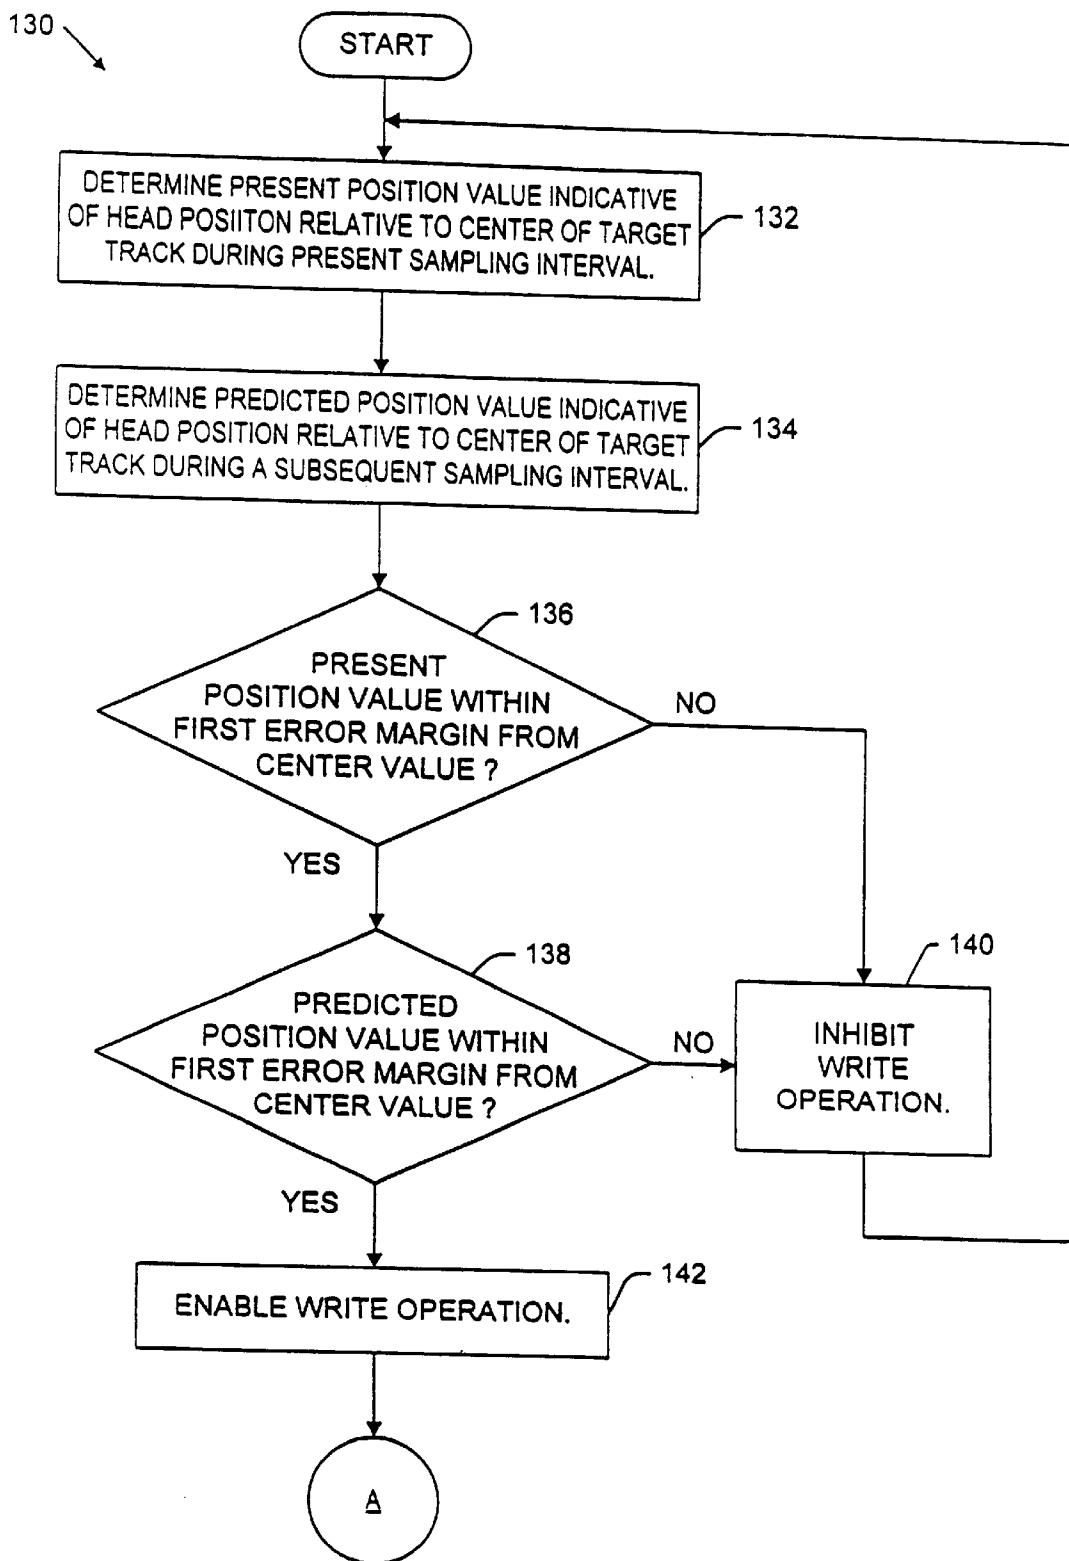 130
START
DETERMINE PRESENT POSITION VALUE INDICATIVE
OF HEAD POSIITON RELATIVE TO CENTER OF TARGET
TRACK DURING PRESENT SAMPLING INTERVAL.
132
DETERMINE PREDICTED POSITION VALUE INDICATIVE
OF HEAD POSITION RELATIVE TO CENTER OF TARGET
TRACK DURING A SUBSEQUENT SAMPLING INTERVAL.
134
136
PRESENT
POSITION VALUE WITHIN
FIRST ERROR MARGIN FROM
CENTER VALUE ?
NO
YES
138
PREDICTED
POSITION VALUE WITHIN
FIRST ERROR MARGIN FROM
CENTER VALUE ?
NO
YES
140
INHIBIT
WRITE
OPERATION.
142
ENABLE WRITE OPERATION.
A